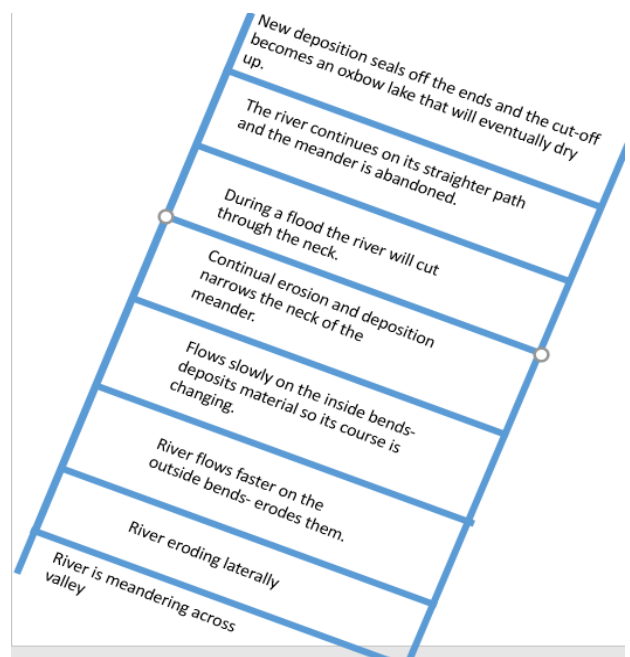 New deposition seals off the ends and the cut-off
becomes an oxbow lake that will eventually dry
up.
The river continues on its straighter path
and the meander is abandoned.
During a flood the river will cut
through the neck.
Continual erosion and deposition
narrows the neck of the
meander.
Flows slowly on the inside bends-
deposits material so its course is
changing.
River flows faster on the
outside bends- erodes them.
River eroding laterally
River is meandering across
valley